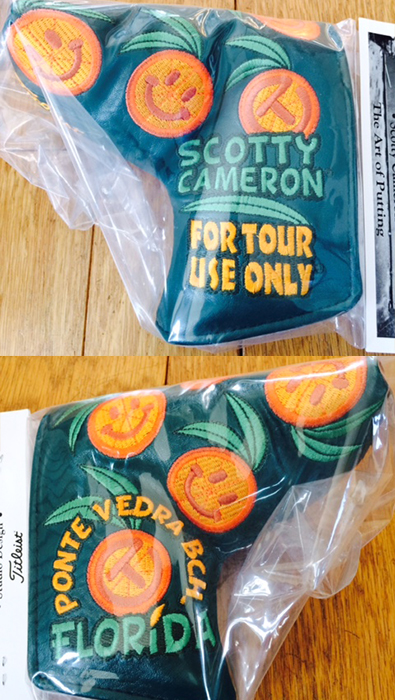 SCOTTY
CAMERON
FOR TOUR
USE ONLY
The Art of Putting
PONTE VEDRA BCH
FLORIDA
Titleist